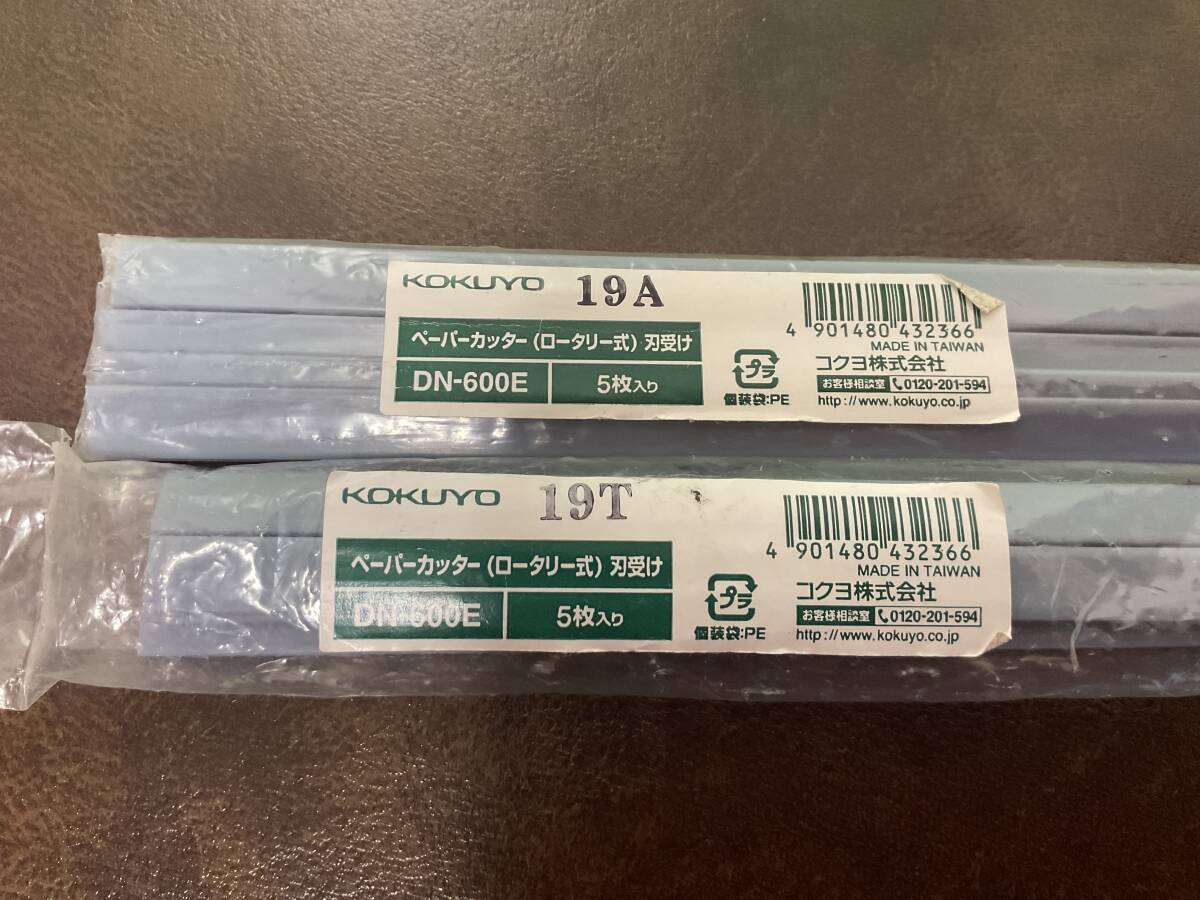 KOKUYO 19A
ペーパーカッター(ロータリー式)刃受け
DN-600E 5枚入り
プラ
個装袋:PE
4 901480 432366
MADE IN TAIWAN
コクヨ株式会社
お客様相談室 0120-201-594
http://www.kokuyo.co.jp
KOKUYO 19T
ペーパーカッター(ロータリー式)刃受け
DN-600E 5枚入り
プラ
個装袋:PE
4 901480 432366
MADE IN TAIWAN
コクヨ株式会社
お客様相談室 0120-201-594
http://www.kokuyo.co.jp